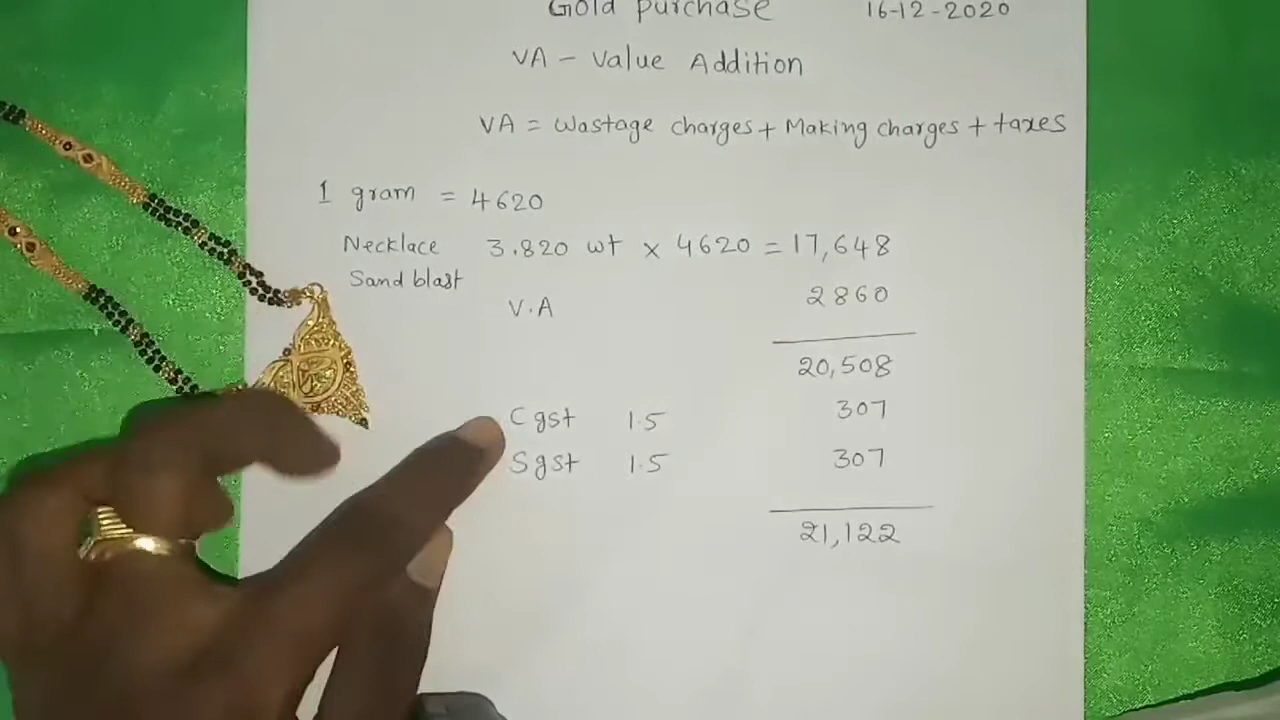 Gold purchase 16-12-2020
VA - Value Addition
VA = Wastage charges + Making charges + taxes
1 gram = 4620
Necklace 3.820 wt x 4620 = 17,648
Sand blast
V.A 2860
20,508
Cgst 1.5 307
Sgst 1.5 307
21,122